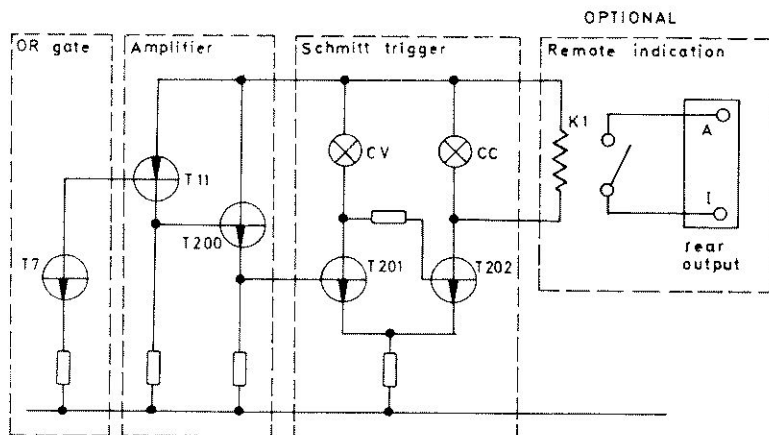 OPTIONAL
OR gate
Amplifier
Schmitt trigger
Remote indication
K1
A
CV
CC
T11
I
T200
rear
output
T7
T201
T202